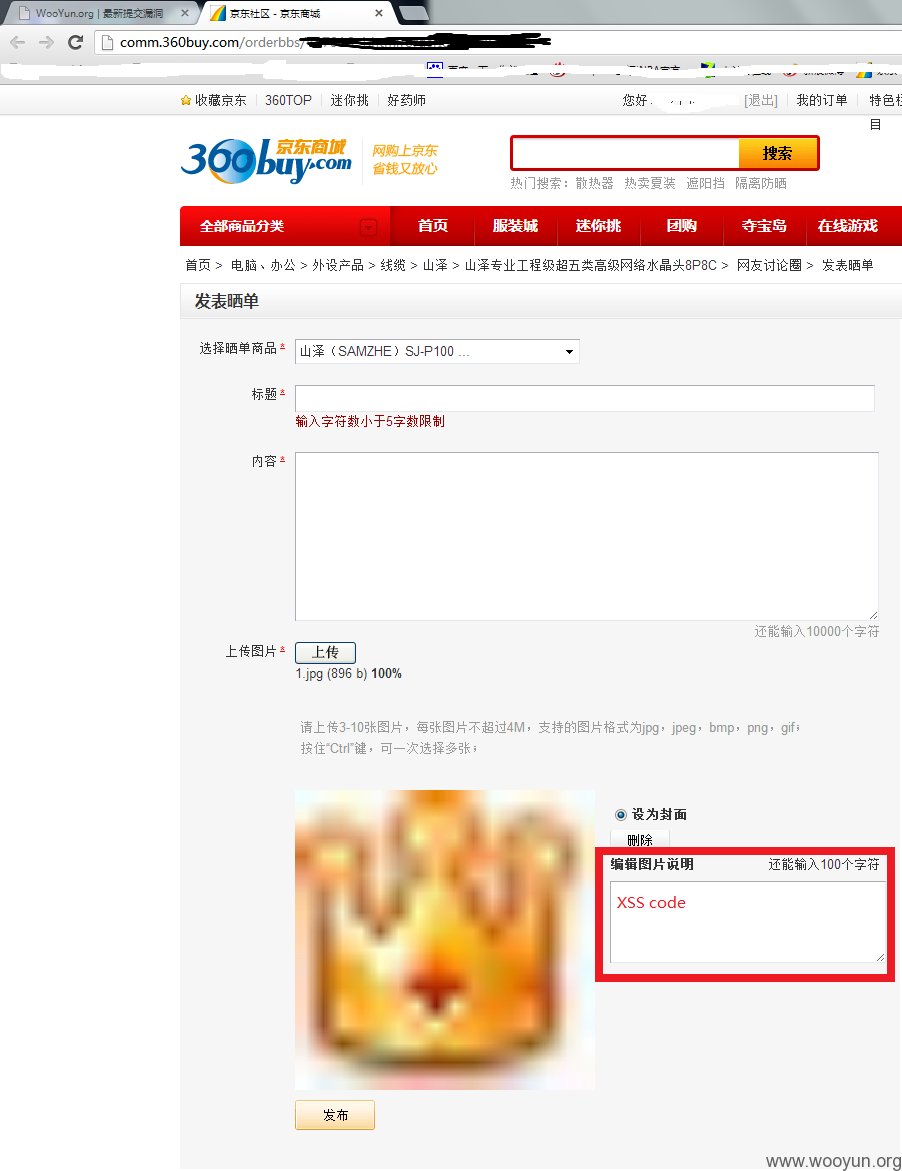 WooYun.org | 最新提交漏洞
京东社区 - 京东商城
comm.360buy.com/orderbbs/
收藏京东 360TOP 迷你挑 好药师 您好 [退出] 我的订单 特色栏
目
360buy.com 京东商城
网购上京东
省钱又放心
搜索
热门搜索: 散热器 热卖夏装 遮阳挡 隔离防晒
全部商品分类 首页 服装城 迷你挑 团购 夺宝岛 在线游戏
首页 > 电脑、办公 > 外设产品 > 线缆 > 山泽 > 山泽专业工程级超五类高级网络水晶头8P8C > 网友讨论圈 > 发表晒单
发表晒单
选择晒单商品* 山泽（SAMZHE）SJ-P100 ...
标题*
输入字符数小于5字数限制
内容*
还能输入10000个字符
上传图片* 上传
1.jpg (896 b) 100%
请上传3-10张图片，每张图片不超过4M，支持的图片格式为jpg，jpeg，bmp，png，gif；
按住“Ctrl”键，可一次选择多张；
设为封面
删除
编辑图片说明 还能输入100个字符
XSS code
发布
www.wooyun.org